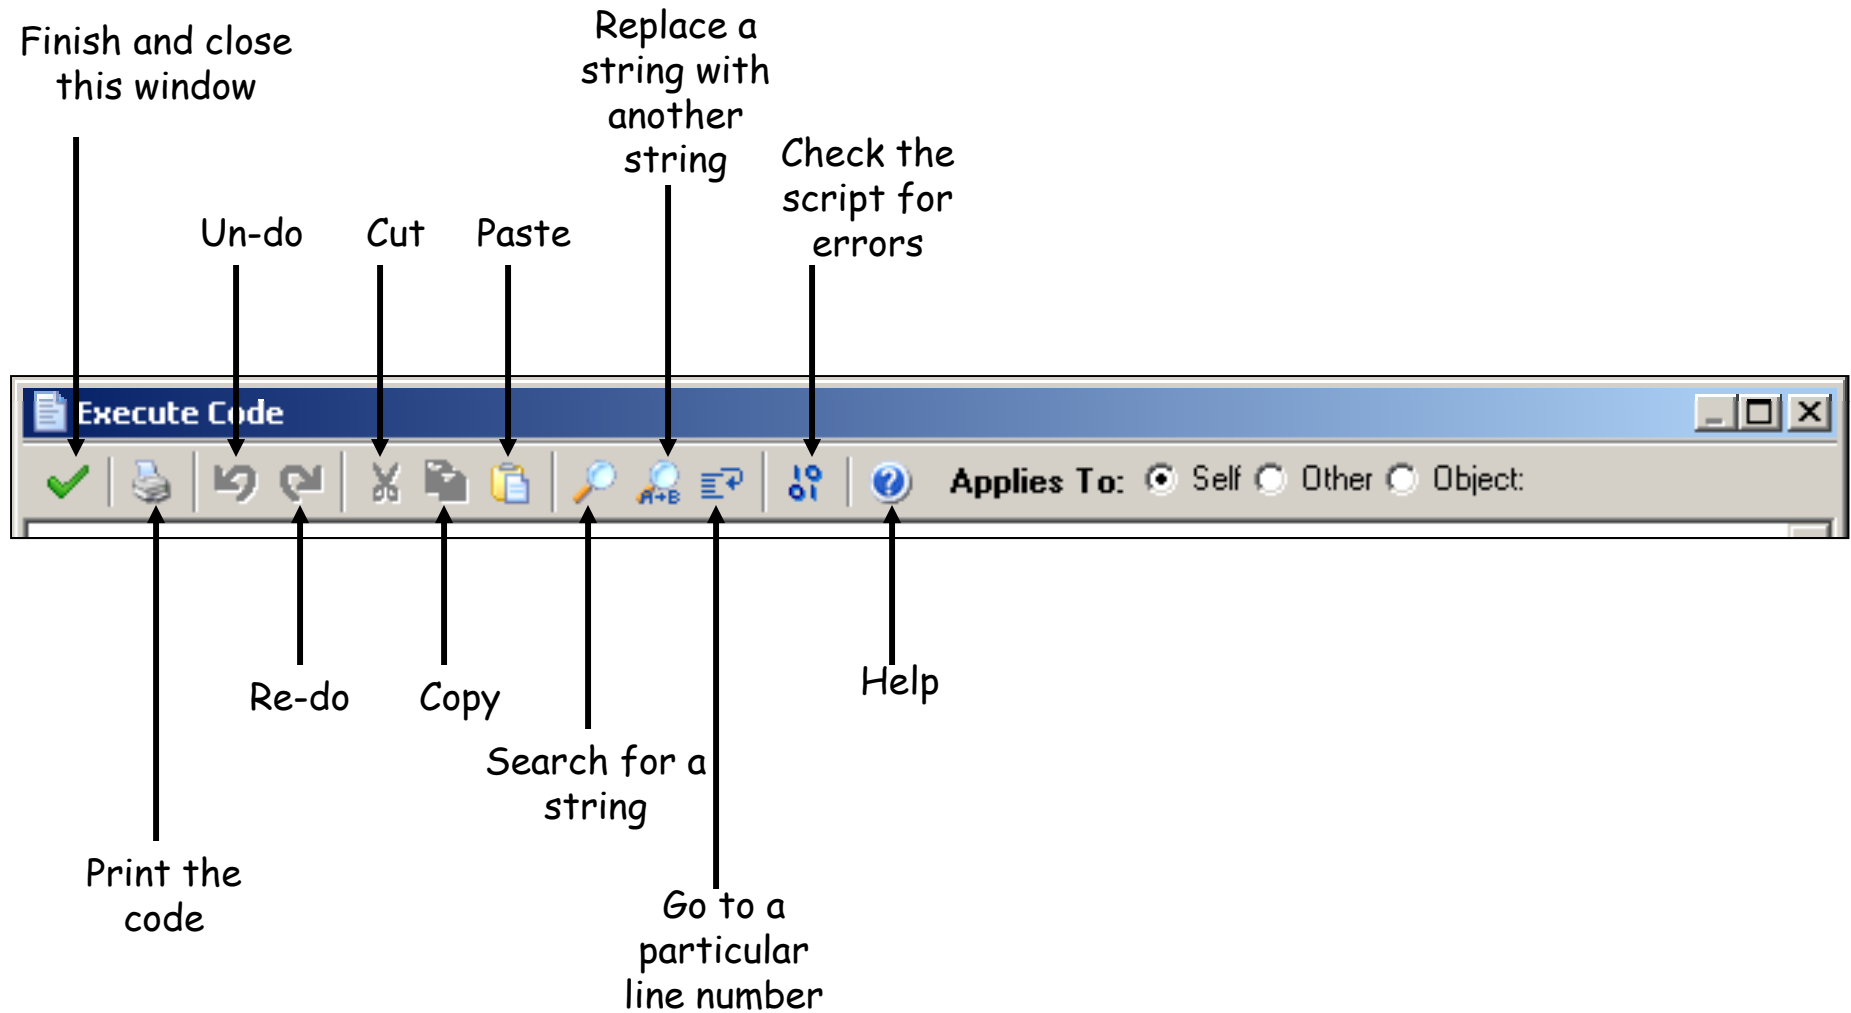 Finish and close
this window
Replace a
string with
another
string
Check the
script for
errors
Un-do
Cut
Paste
Execute Code
A→B
Applies To: Self Other Object:
Re-do
Copy
Help
Search for a
string
Print the
code
Go to a
particular
line number